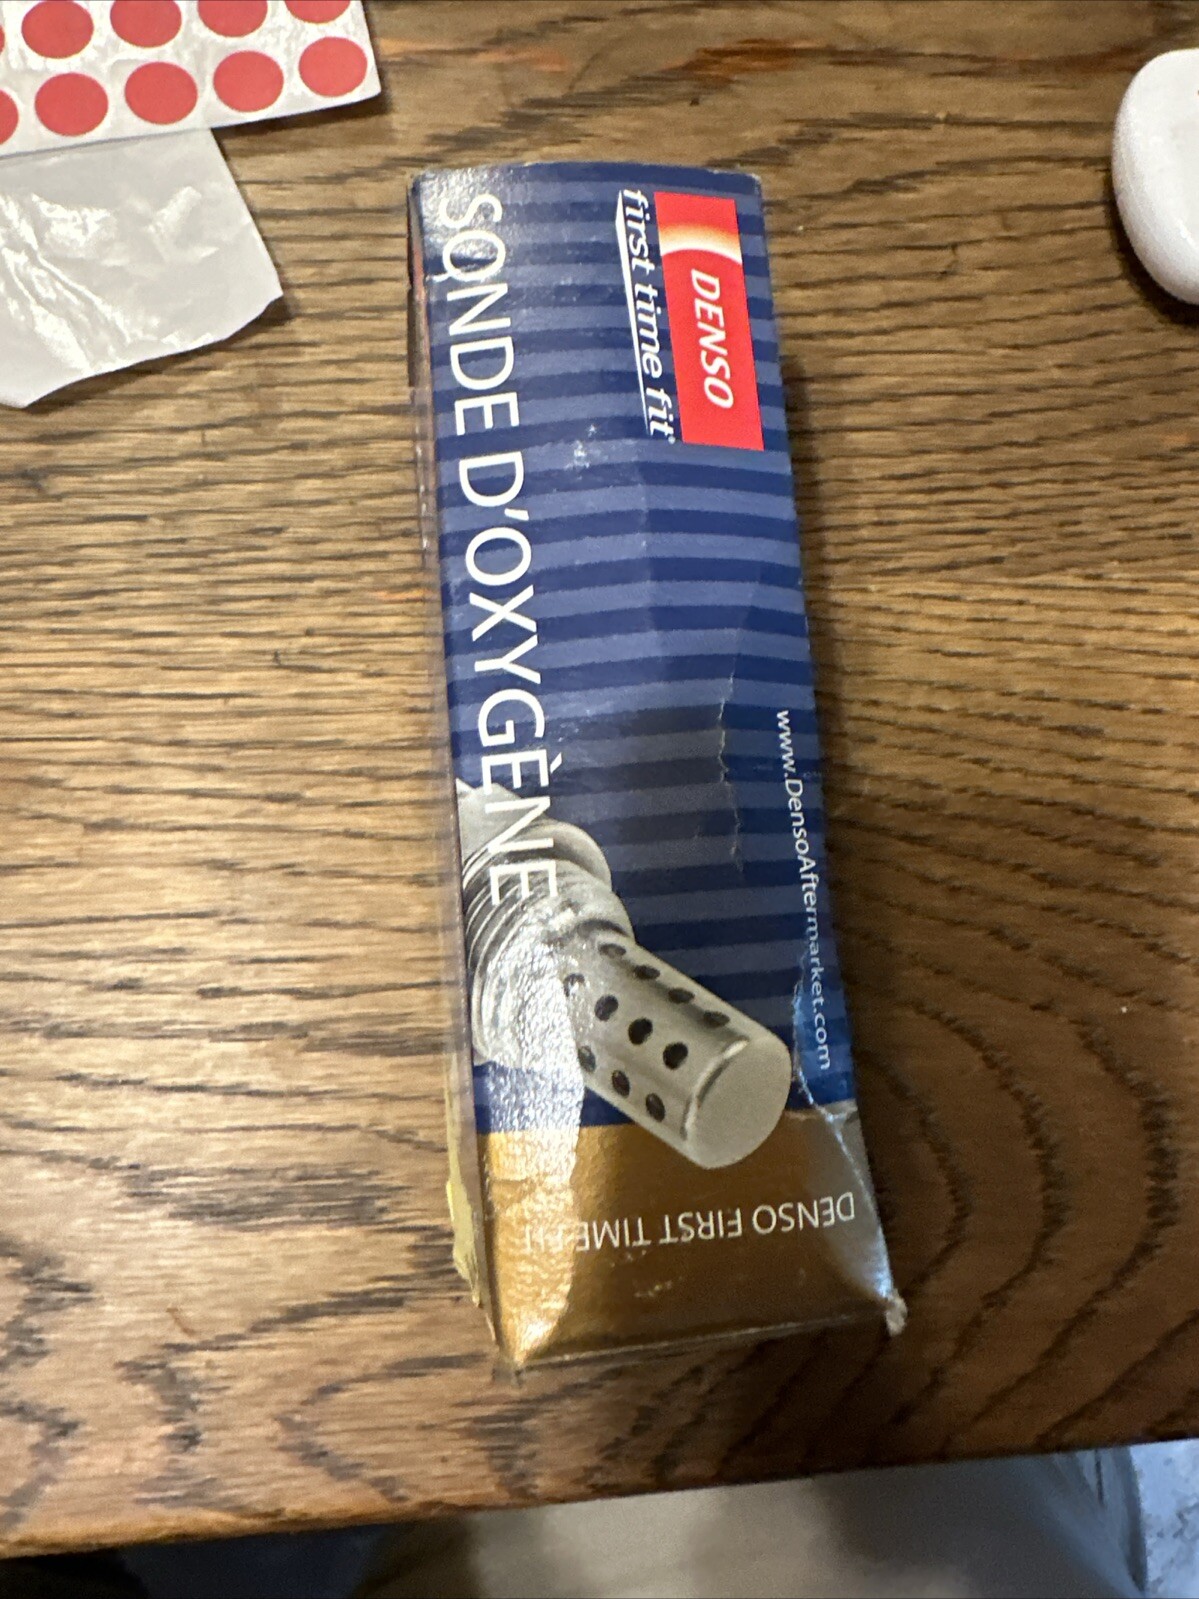 DENSO
first time fit®
SONDE D'OXYGÈNE
www.DensoAftermarket.com
DENSO FIRST TIME FIT